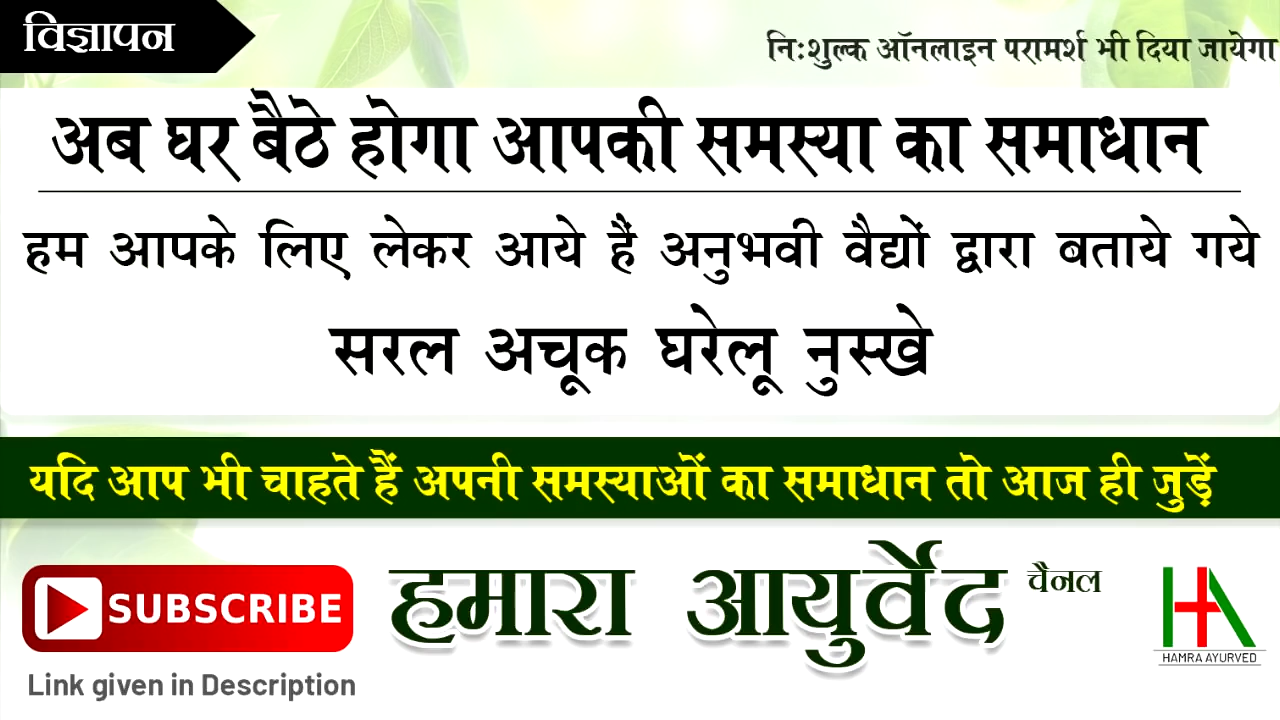 विज्ञापन
नि:शुल्क ऑनलाइन परामर्श भी दिया जायेगा
अब घर बैठे होगा आपकी समस्या का समाधान
हम आपके लिए लेकर आये हैं अनुभवी वैद्यों द्वारा बताये गये
सरल अचूक घरेलू नुस्खे
यदि आप भी चाहते हैं अपनी समस्याओं का समाधान तो आज ही जुड़ें
SUBSCRIBE
हमारा आयुर्वेद चैनल
HA
HAMRA AYURVED
Link given in Description